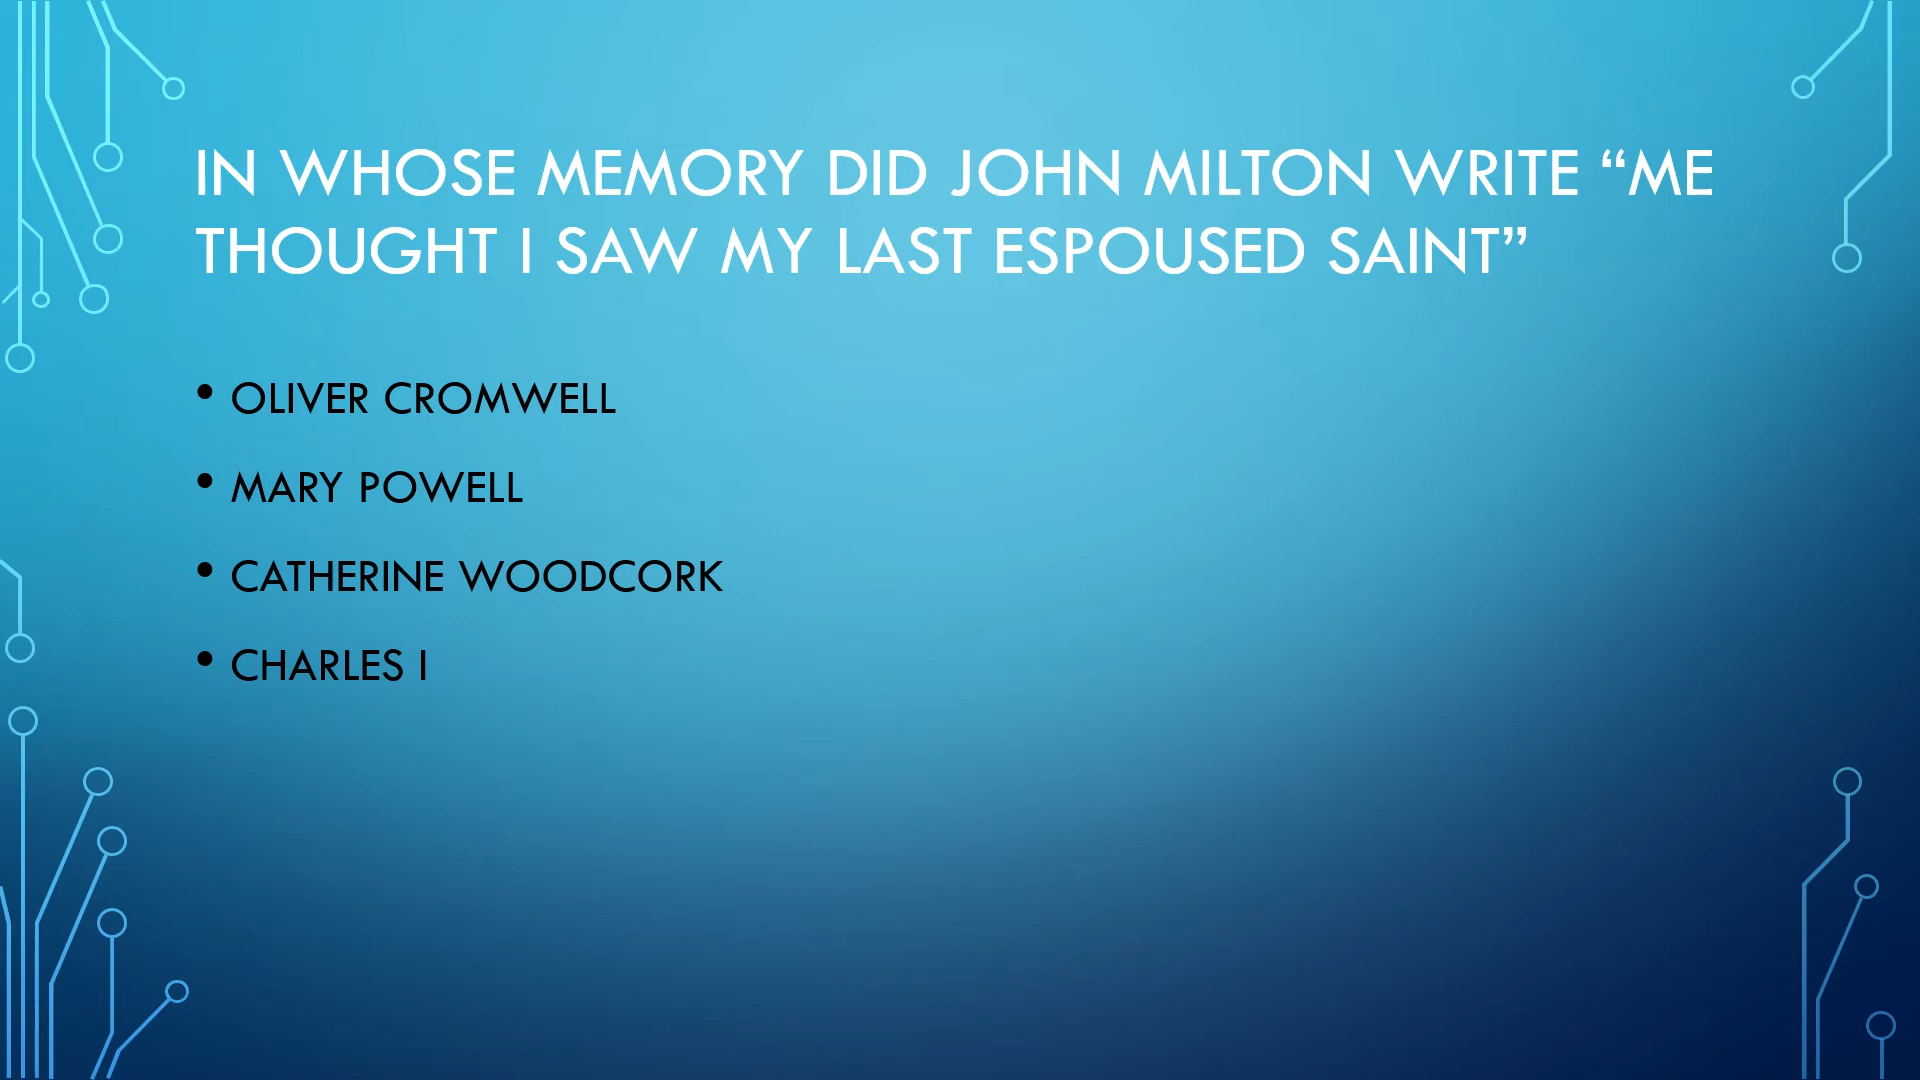 IN WHOSE MEMORY DID JOHN MILTON WRITE “ME
THOUGHT I SAW MY LAST ESPOUSED SAINT”
• OLIVER CROMWELL
• MARY POWELL
• CATHERINE WOODCORK
• CHARLES I